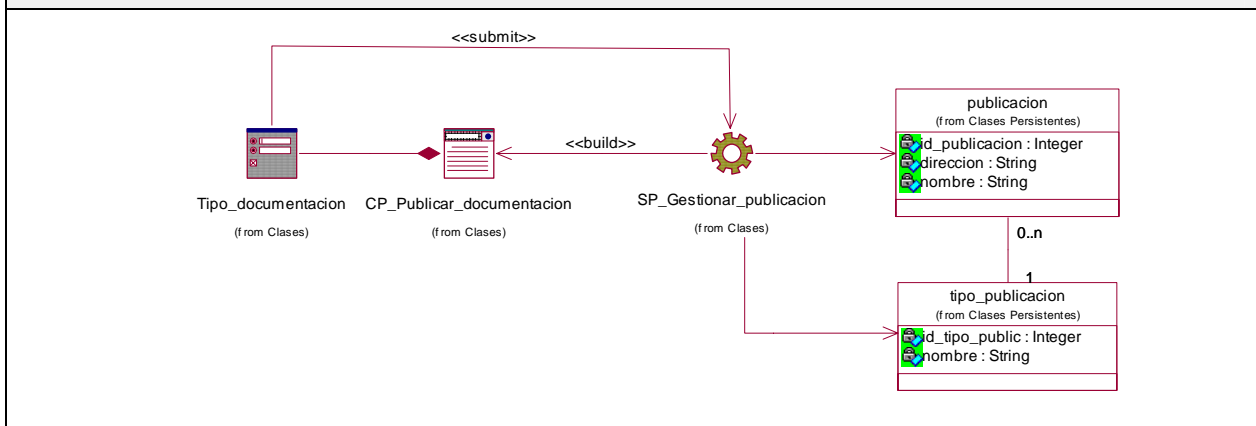 <<submit>>
publicacion
(from Clases Persistentes)
id_publicacion : Integer
direccion : String
nombre : String
<<build>>
Tipo_documentacion
(from Clases)
CP_Publicar_documentacion
(from Clases)
SP_Gestionar_publicacion
(from Clases)
0..n
1
tipo_publicacion
(from Clases Persistentes)
id_tipo_public : Integer
nombre : String